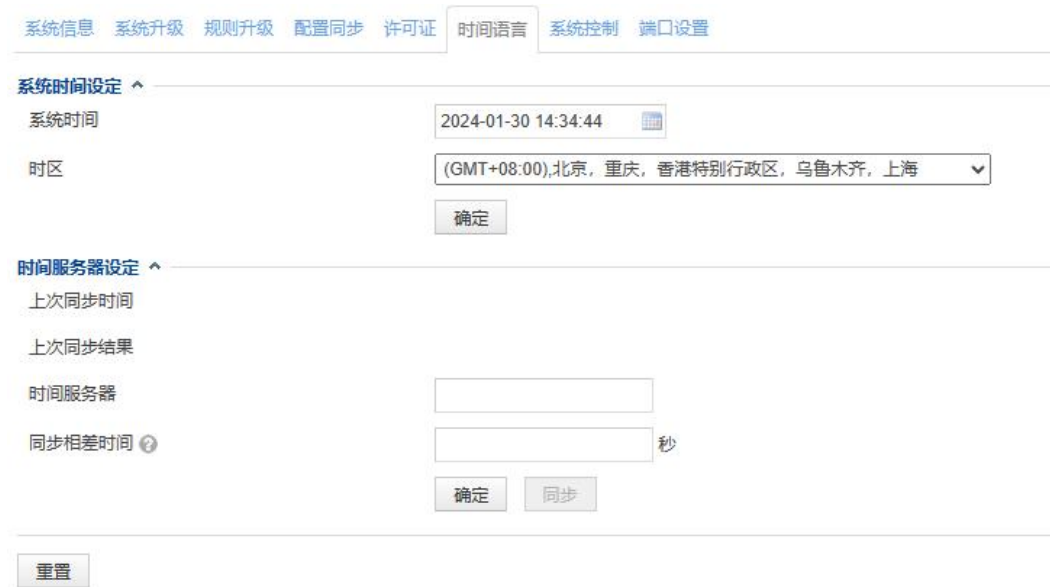 系统信息 系统升级 规则升级 配置同步 许可证 时间语言 系统控制 端口设置
系统时间设定
系统时间 2024-01-30 14:34:44
时区 (GMT+08:00),北京，重庆，香港特别行政区，乌鲁木齐，上海
确定
时间服务器设定
上次同步时间
上次同步结果
时间服务器
同步相差时间 ? 秒
确定 同步
重置